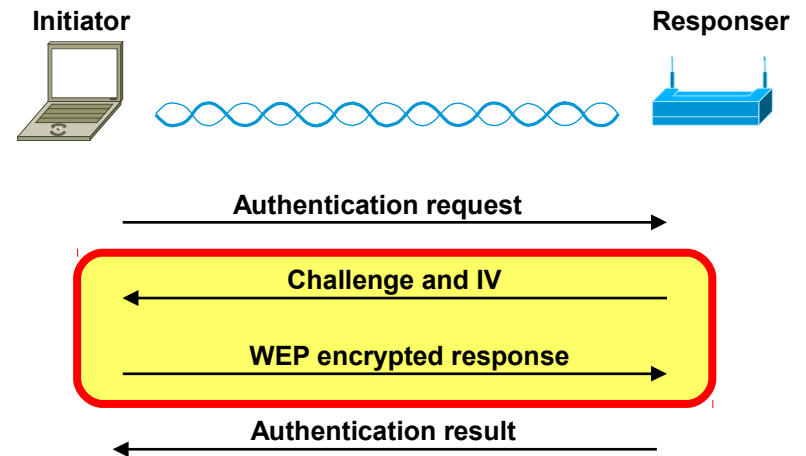 Initiator
Responser
Authentication request
Challenge and IV
WEP encrypted response
Authentication result